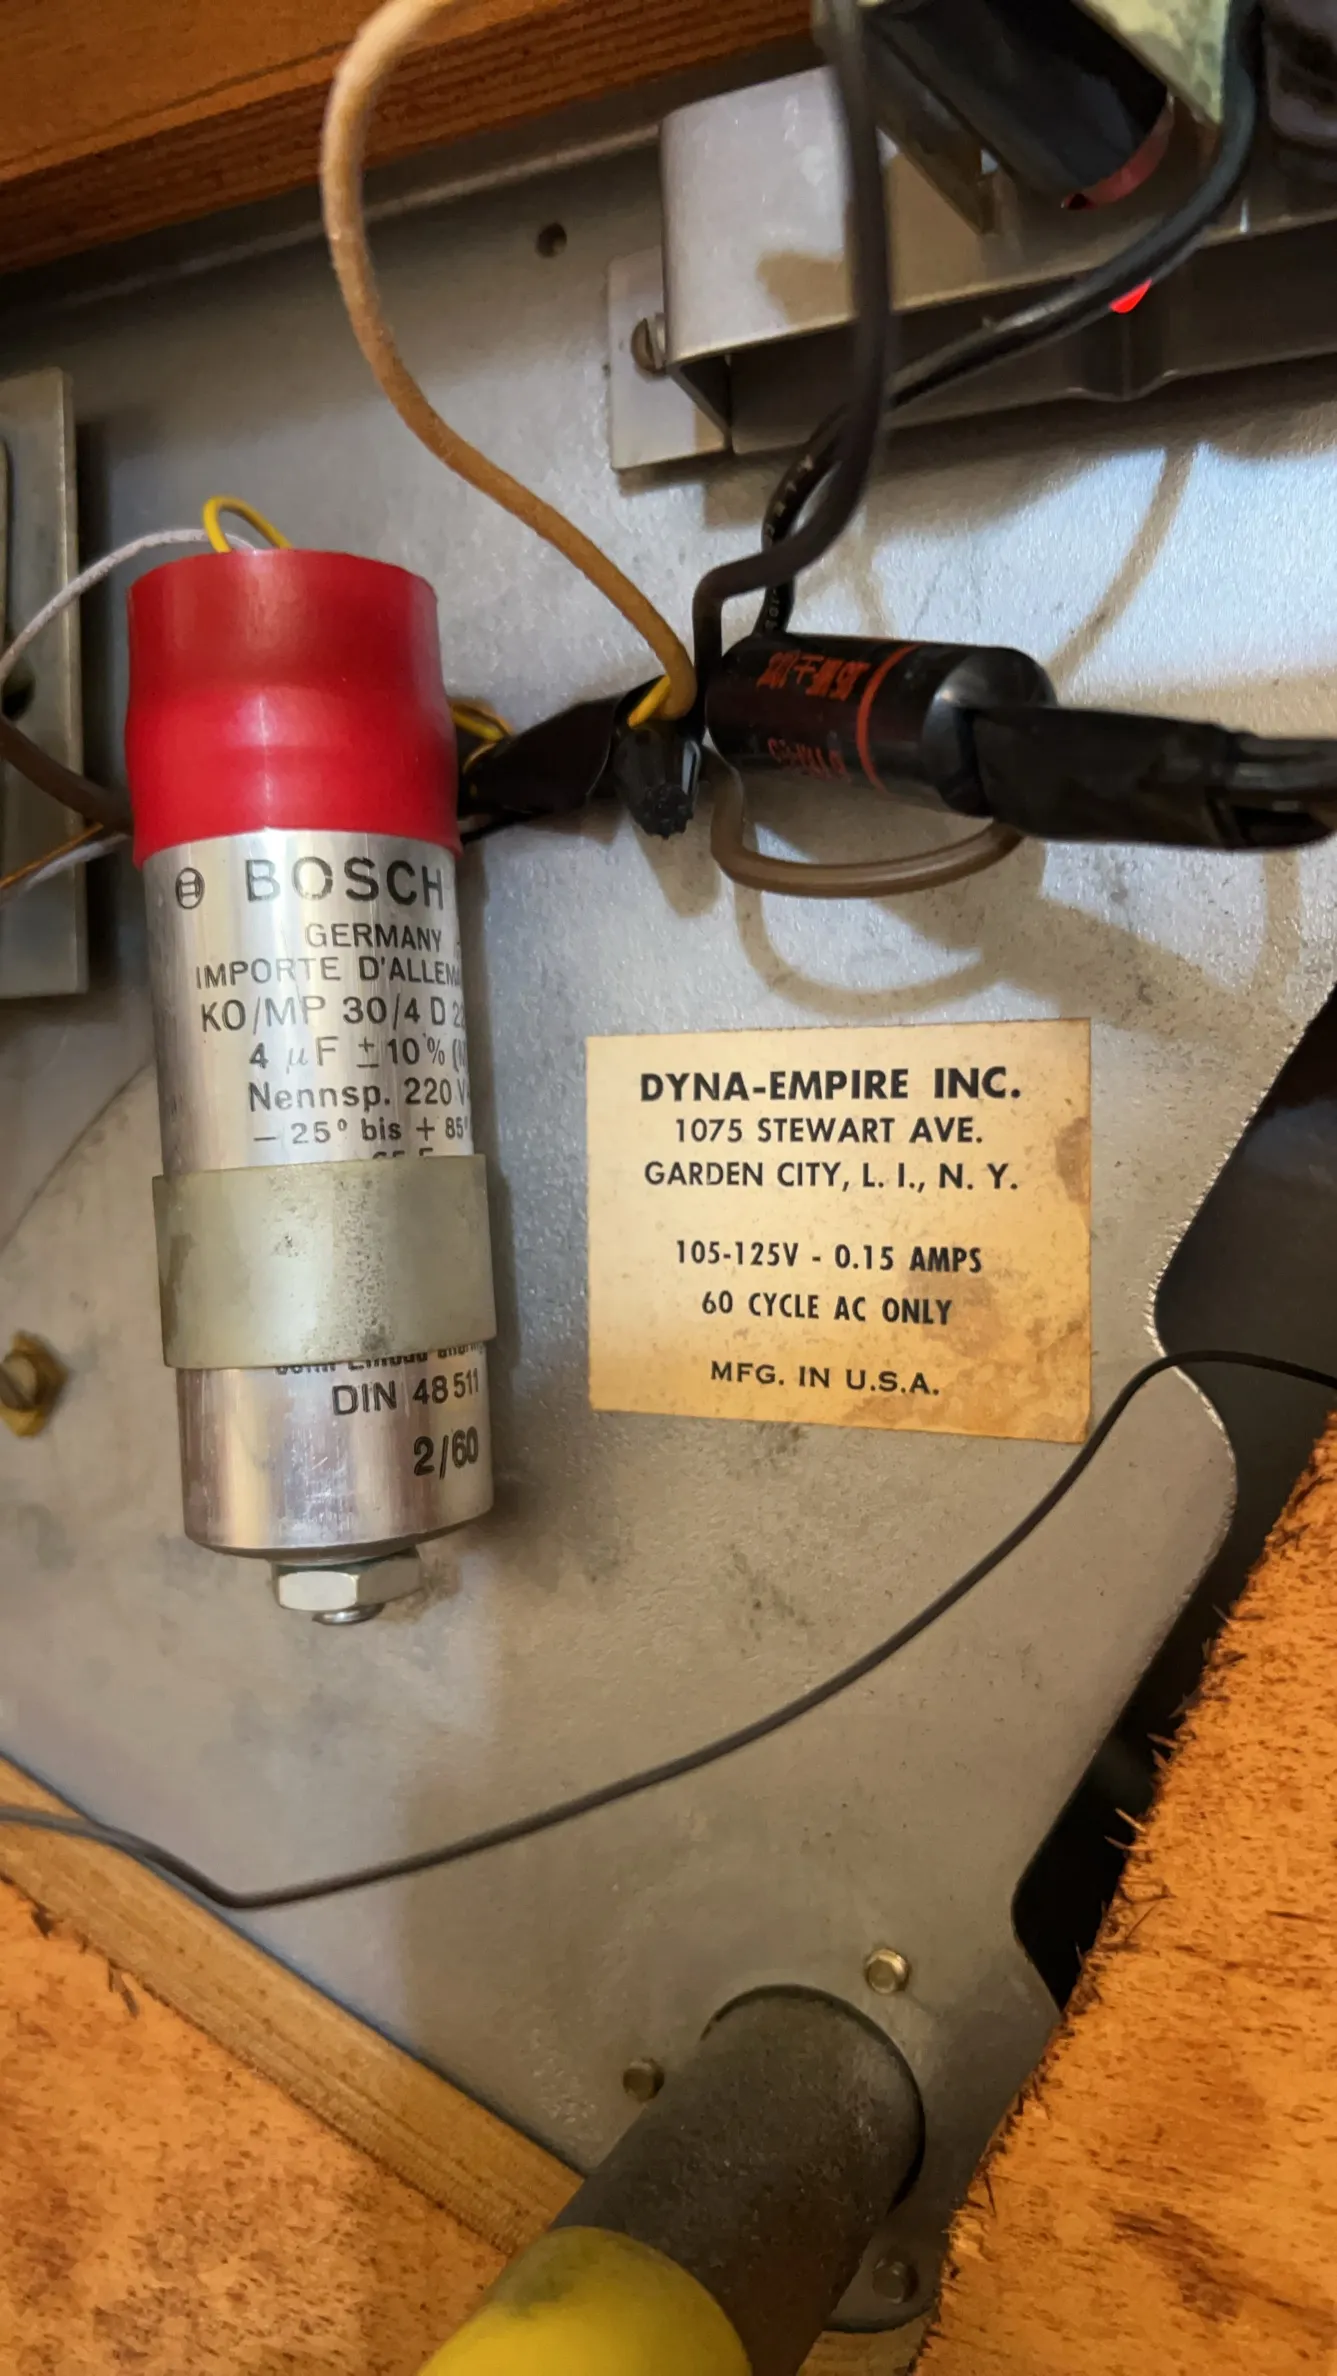 BOSCH
GERMANY
IMPORTE D'ALLEM
KO/MP 30/4 D 22
4 µF ±10%
Nennsp. 220 V
– 25° bis + 85°
DIN 48511
2/60
DYNA-EMPIRE INC.
1075 STEWART AVE.
GARDEN CITY, L. I., N. Y.
105-125V - 0.15 AMPS
60 CYCLE AC ONLY
MFG. IN U.S.A.